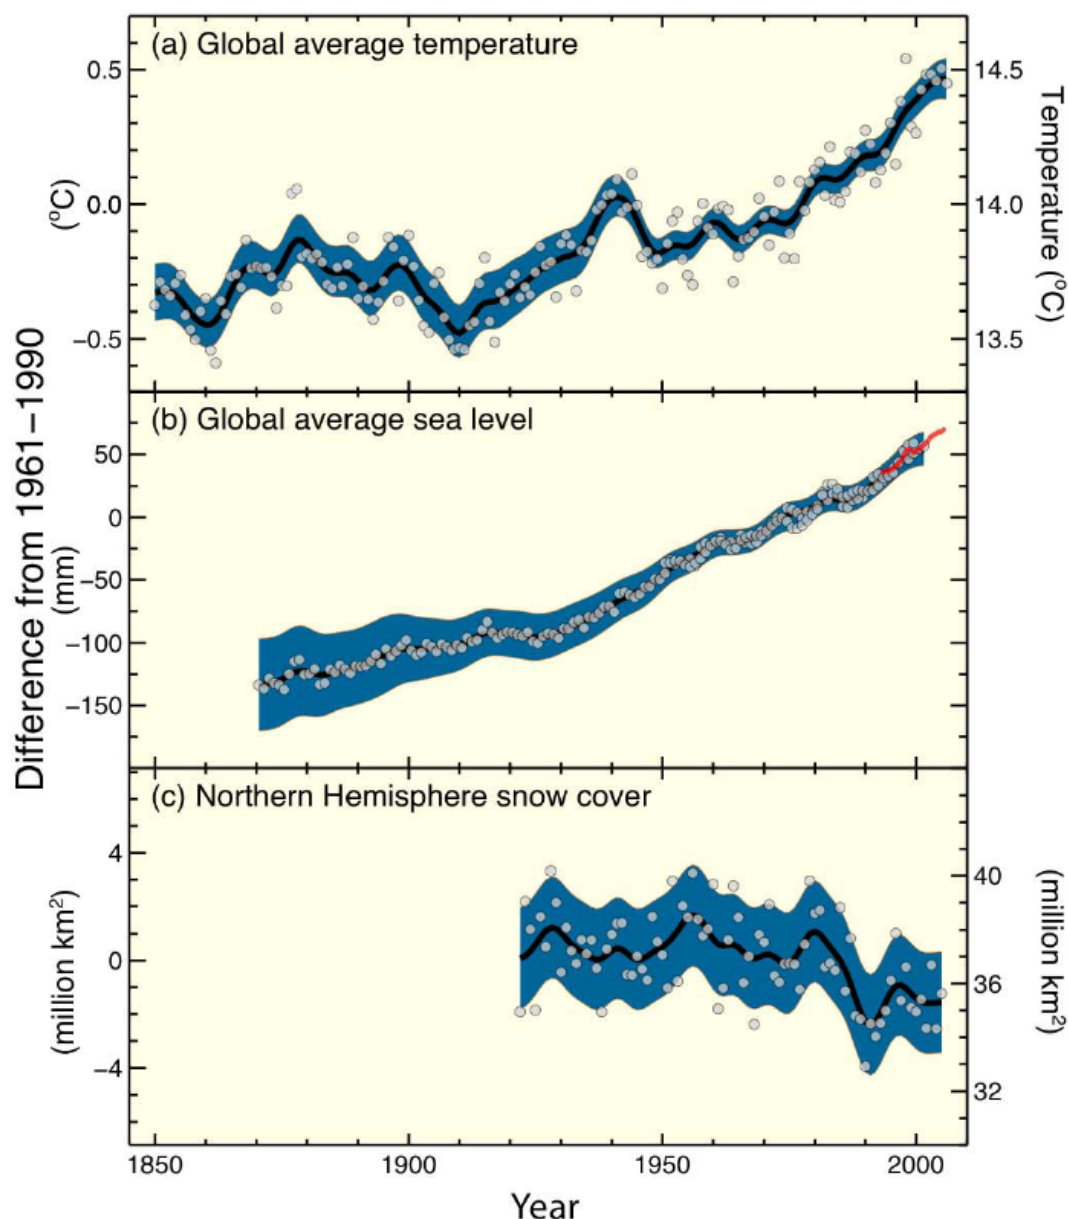 (a) Global average temperature
0.5
0.0
−0.5
(°C)
14.5
14.0
13.5
Temperature (°C)
Difference from 1961−1990
(b) Global average sea level
50
0
−50
−100
−150
(mm)
(c) Northern Hemisphere snow cover
4
0
−4
(million km²)
40
36
32
(million km²)
1850
1900
1950
2000
Year